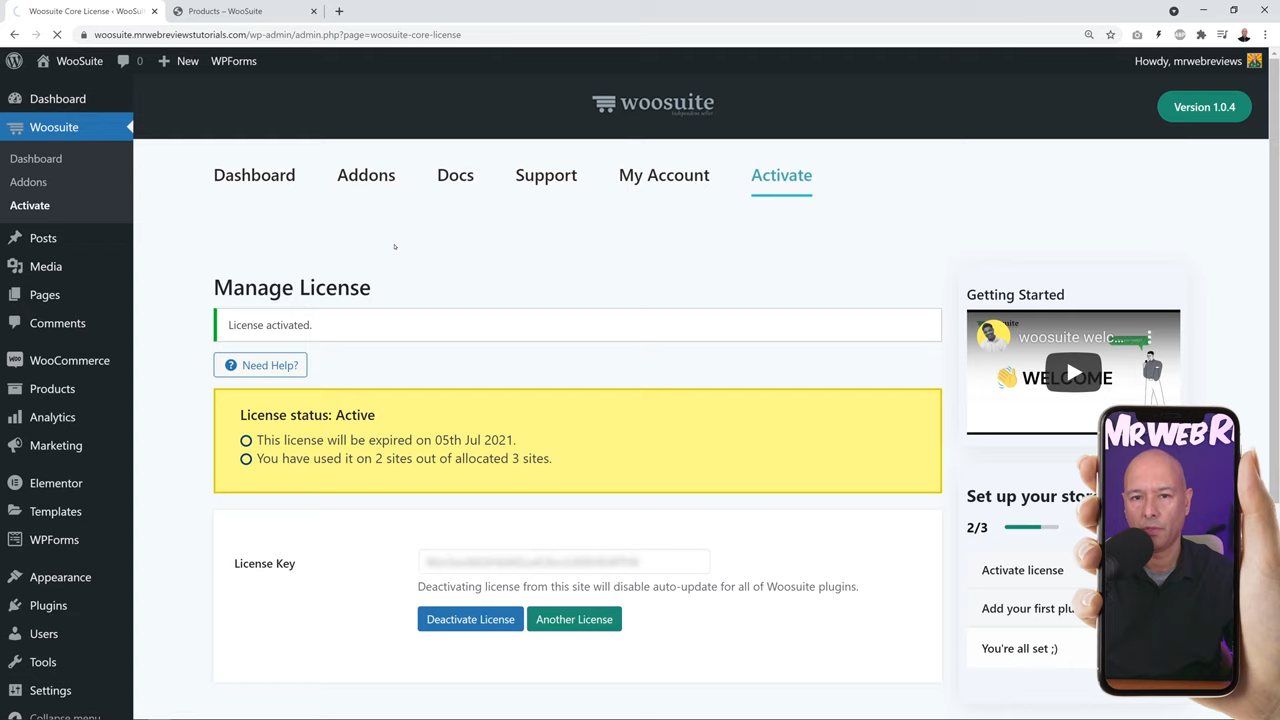 Woosuite Core License ‹ WooSui
Products – WooSuite
woosuite.mrwebreviewstutorials.com/wp-admin/admin.php?page=woosuite-core-license
WooSuite
0
New
WPForms
Howdy, mrwebreviews
woosuite
Version 1.0.4
Dashboard
Woosuite
Dashboard
Addons
Activate
Posts
Media
Pages
Comments
WooCommerce
Products
Analytics
Marketing
Elementor
Templates
WPForms
Appearance
Plugins
Users
Tools
Settings
Collapse menu
Dashboard
Addons
Docs
Support
My Account
Activate
Manage License
License activated.
Need Help?
License status: Active
This license will be expired on 05th Jul 2021.
You have used it on 2 sites out of allocated 3 sites.
License Key
Deactivating license from this site will disable auto-update for all of Woosuite plugins.
Deactivate License
Another License
Getting Started
woosuite welc...
WELCOME
Set up your stor
2/3
Activate license
Add your first plu
You're all set ;)
MRWEBR